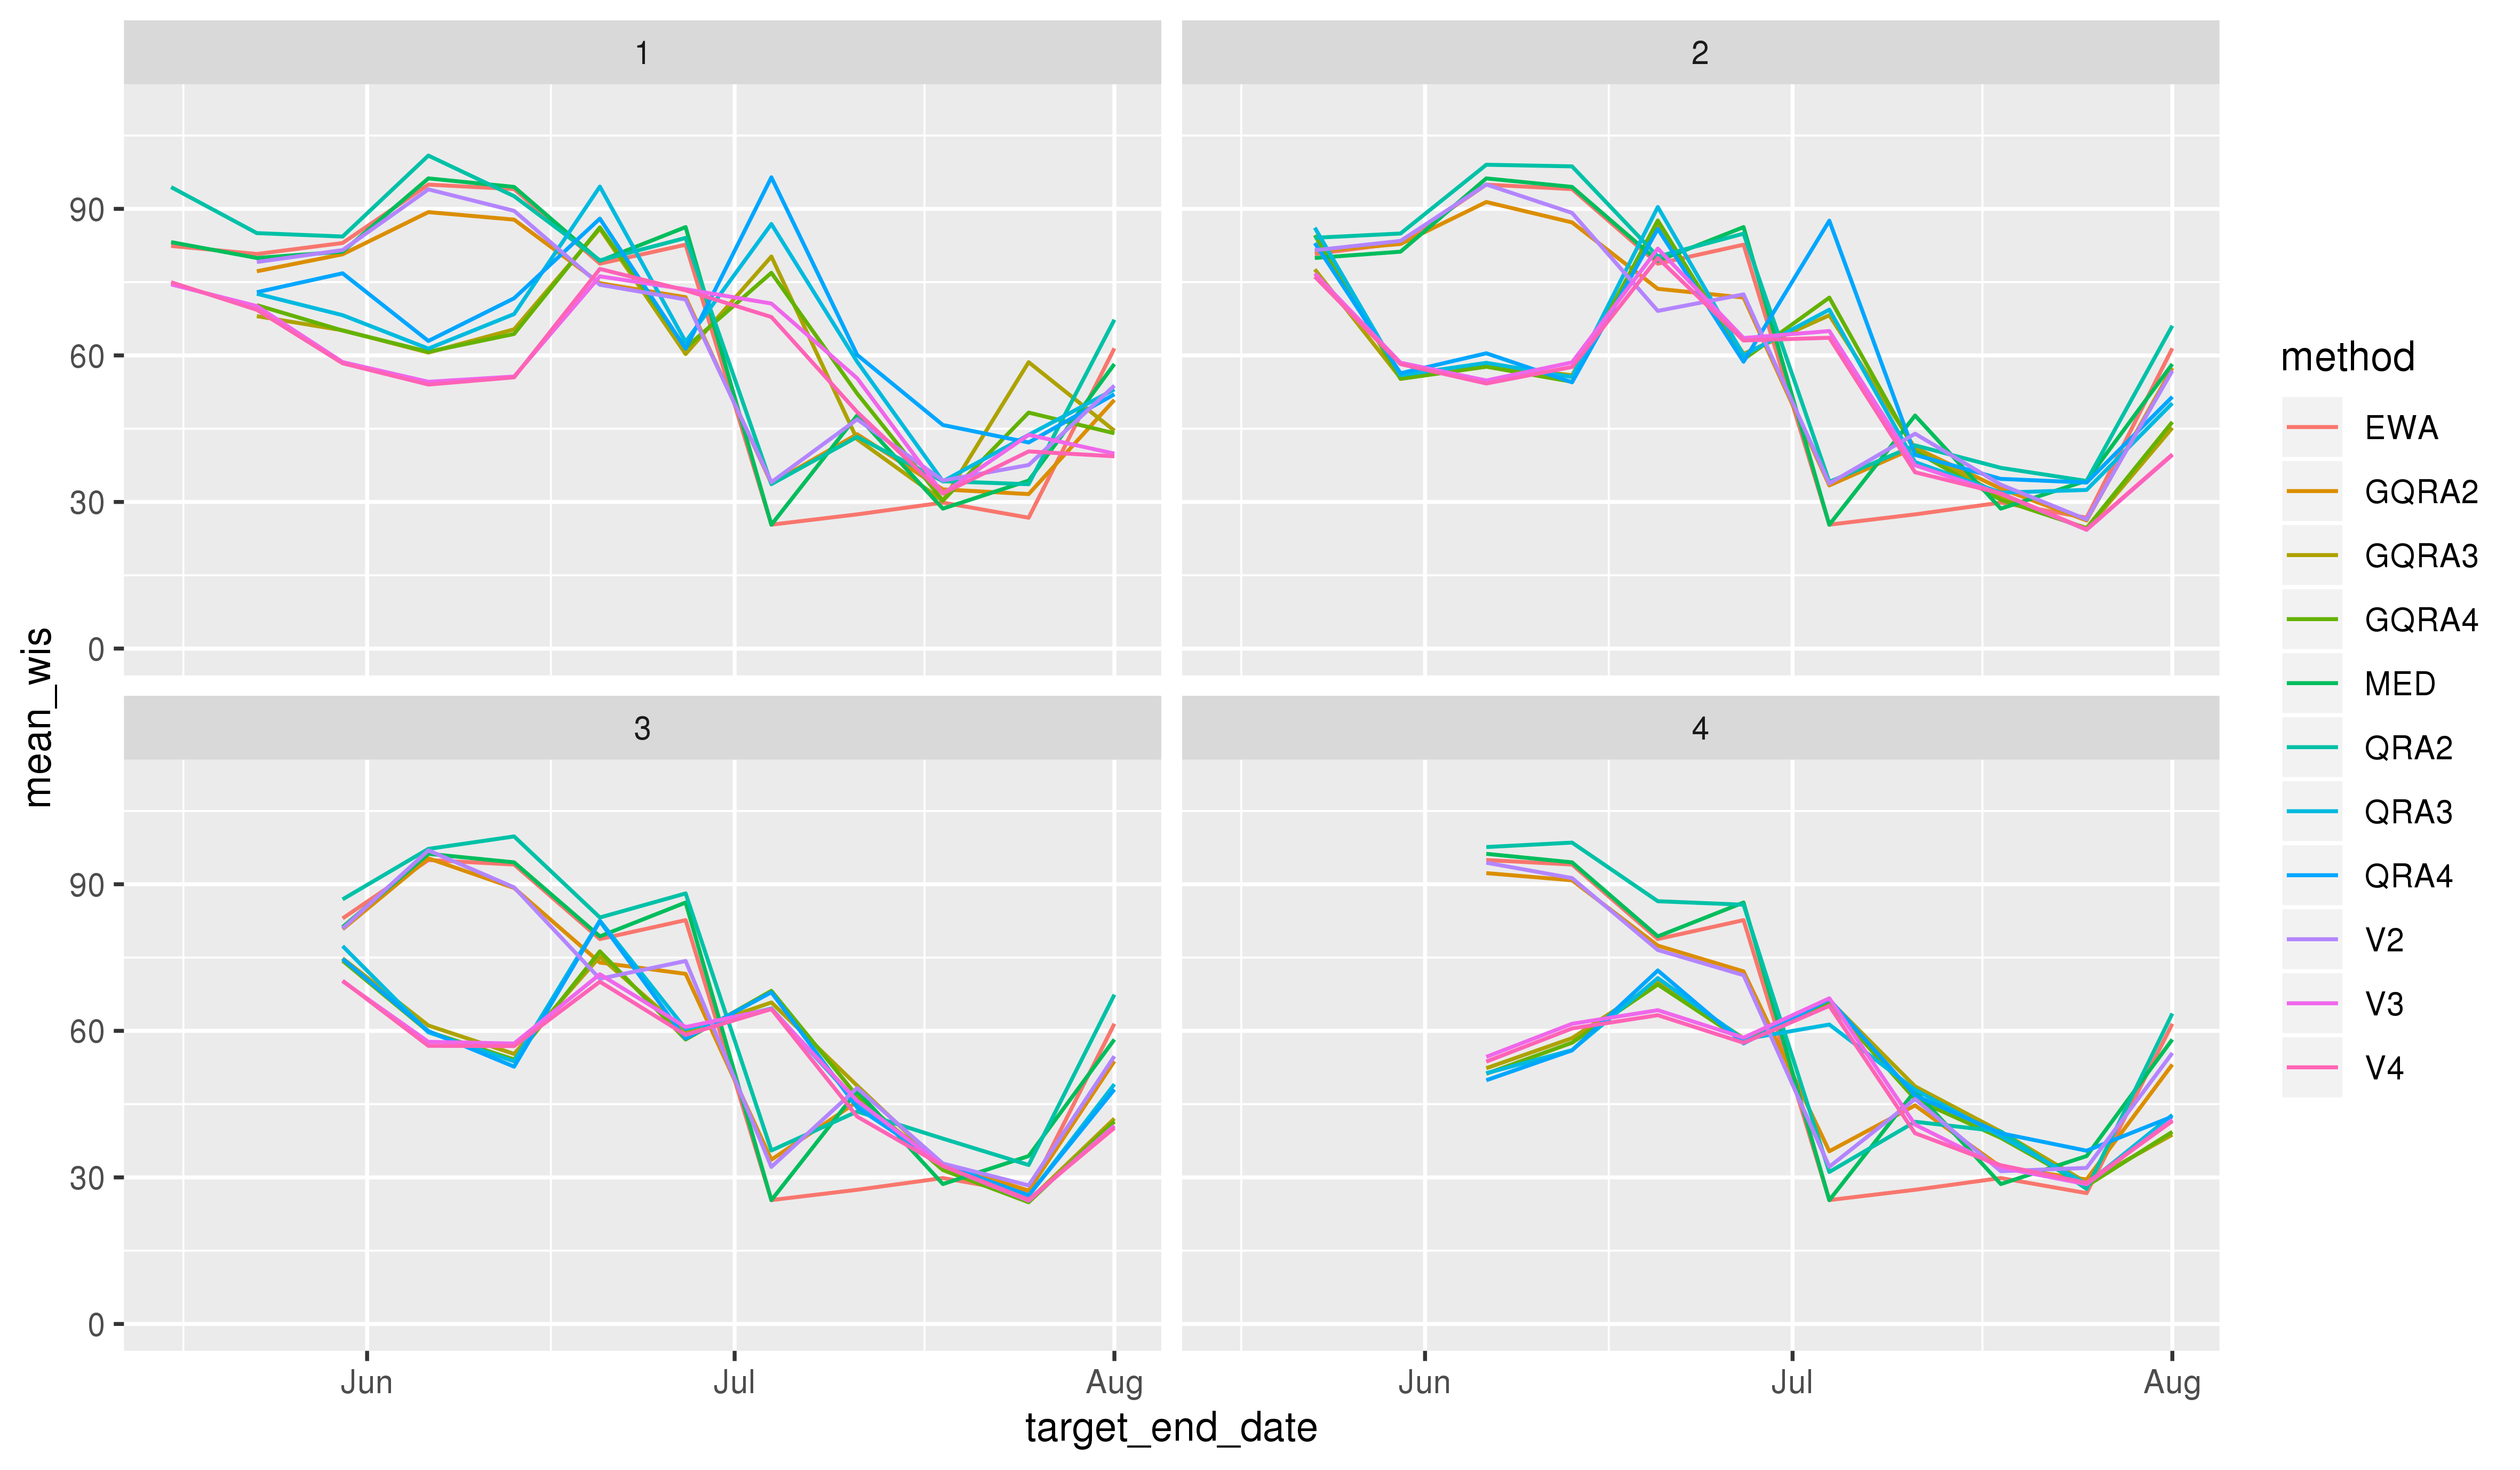 1
2
90
60
30
0
3
4
90
60
30
0
Jun
Jul
Aug
Jun
Jul
Aug
target_end_date
mean_wis
method
EWA
GQRA2
GQRA3
GQRA4
MED
QRA2
QRA3
QRA4
V2
V3
V4